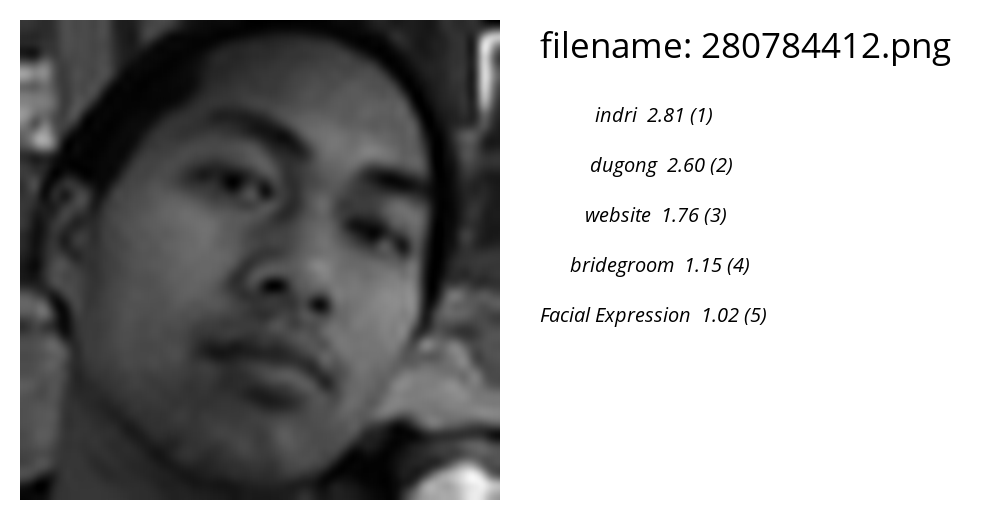 filename: 280784412.png
indri 2.81 (1)
dugong 2.60 (2)
website 1.76 (3)
bridegroom 1.15 (4)
Facial Expression 1.02 (5)